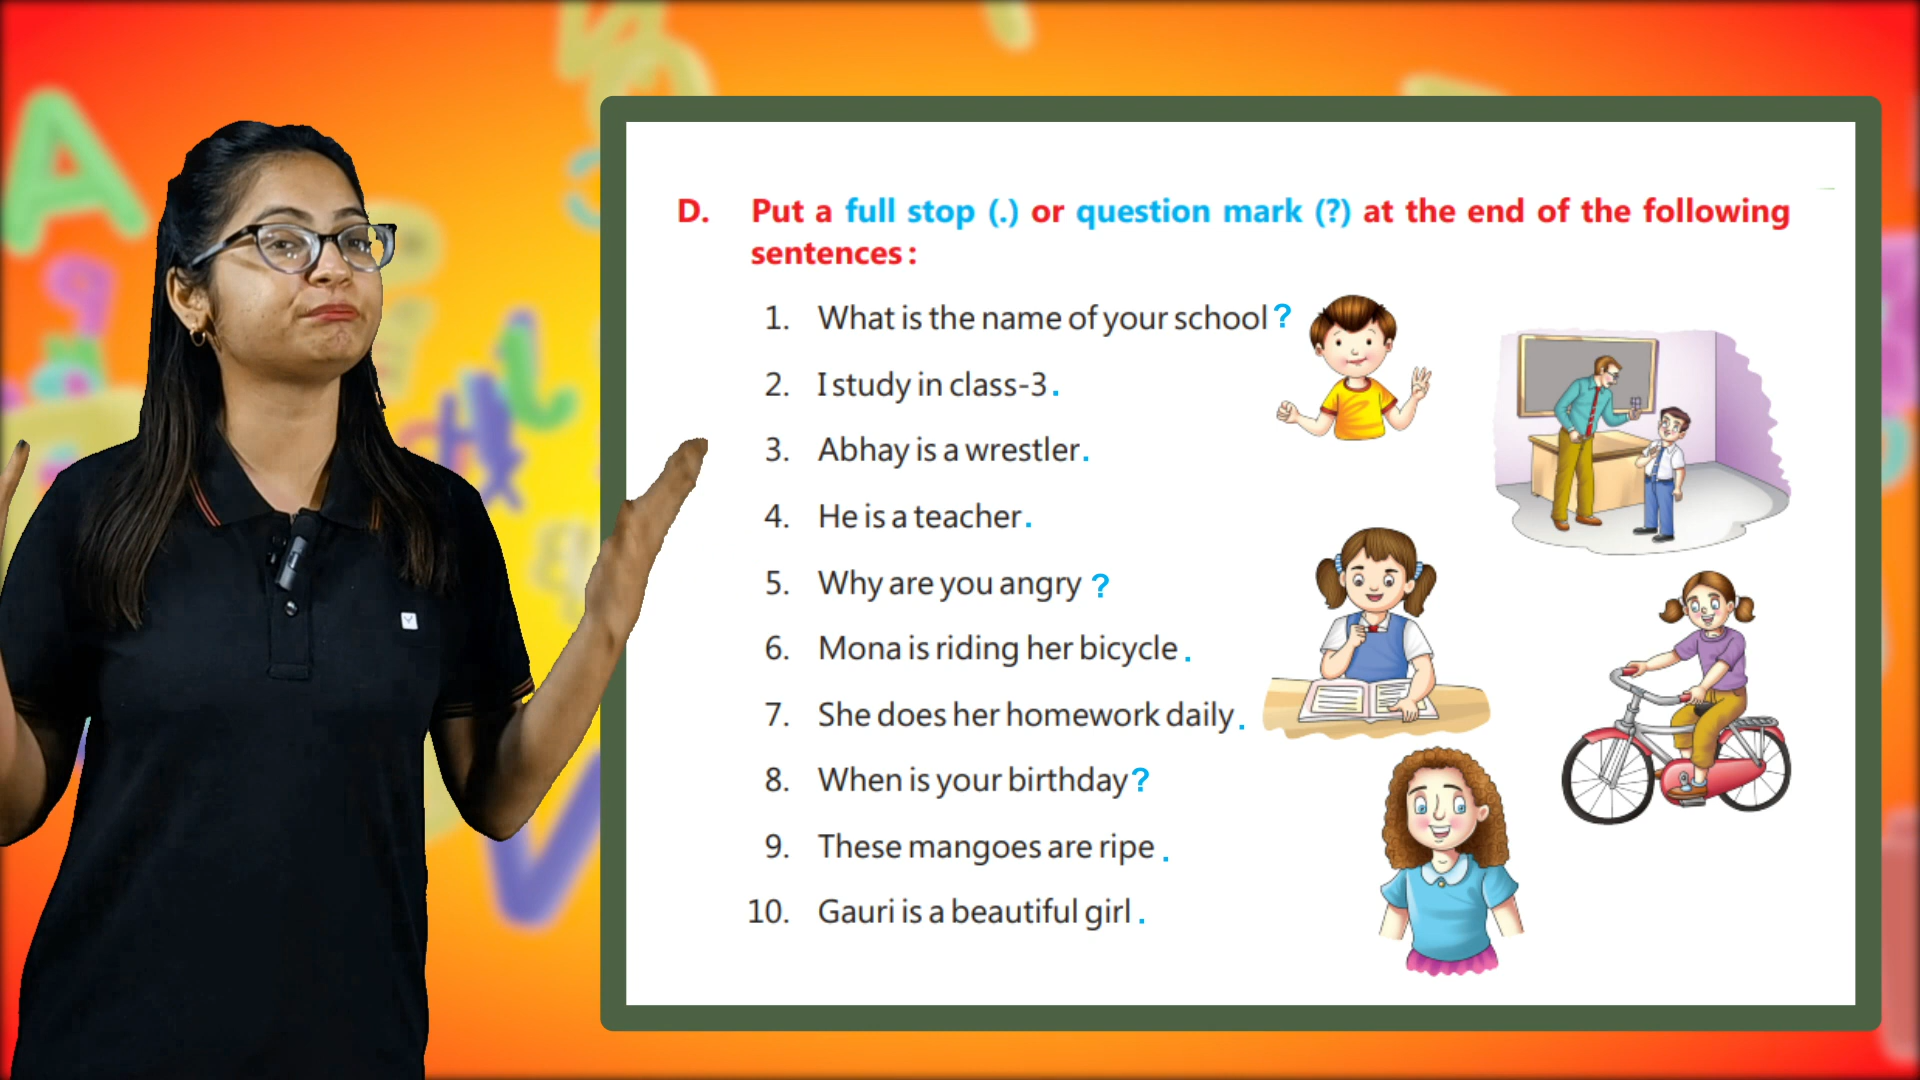 D. Put a full stop (.) or question mark (?) at the end of the following
sentences:
1. What is the name of your school?
2. I study in class-3.
3. Abhay is a wrestler.
4. He is a teacher.
5. Why are you angry ?
6. Mona is riding her bicycle.
7. She does her homework daily.
8. When is your birthday?
9. These mangoes are ripe.
10. Gauri is a beautiful girl.